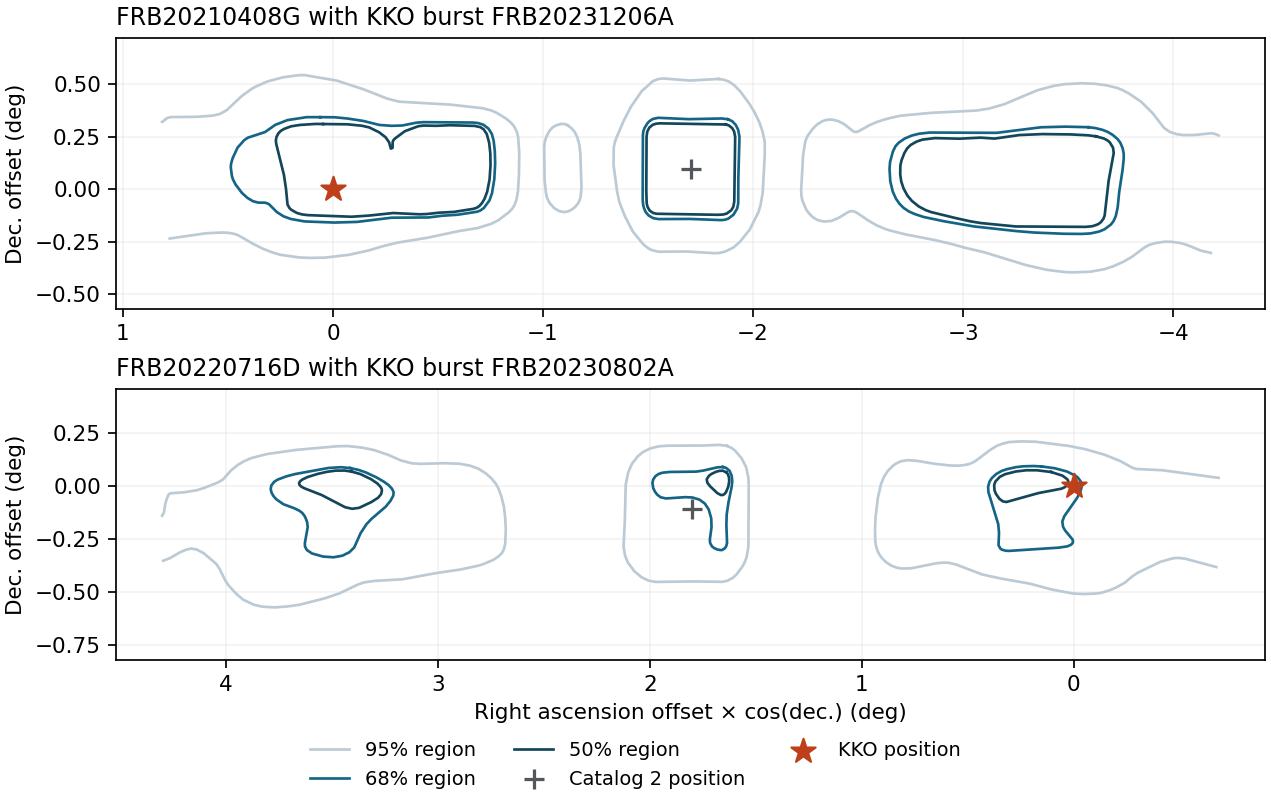 FRB20210408G with KKO burst FRB20231206A
Dec. offset (deg)
0.50
0.25
0.00
−0.25
−0.50
1 0 −1 −2 −3 −4
FRB20220716D with KKO burst FRB20230802A
Dec. offset (deg)
0.25
0.00
−0.25
−0.50
−0.75
4 3 2 1 0
Right ascension offset × cos(dec.) (deg)
95% region 50% region KKO position
68% region Catalog 2 position